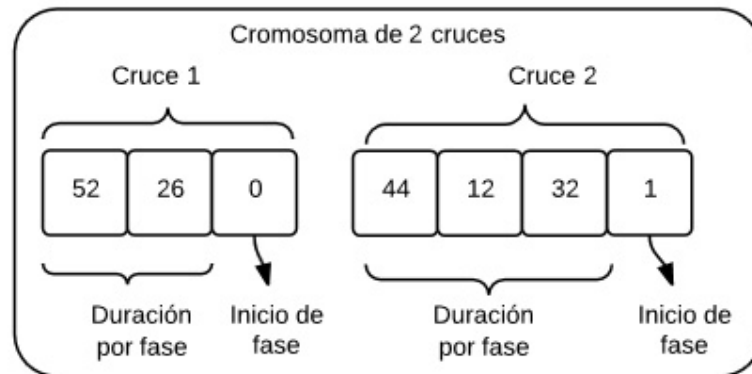 Cromosoma de 2 cruces
Cruce 1
Cruce 2
52 26 0
44 12 32 1
Duración
por fase
Inicio de
fase
Duración
por fase
Inicio de
fase